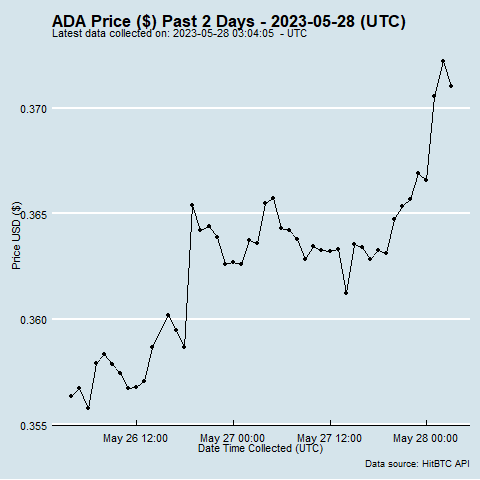 ADA Price ($) Past 2 Days - 2023-05-28 (UTC)
Latest data collected on: 2023-05-28 03:04:05  - UTC
0.370
0.365
0.360
0.355
Price USD ($)
May 26 12:00
May 27 00:00
May 27 12:00
May 28 00:00
Date Time Collected (UTC)
Data source: HitBTC API